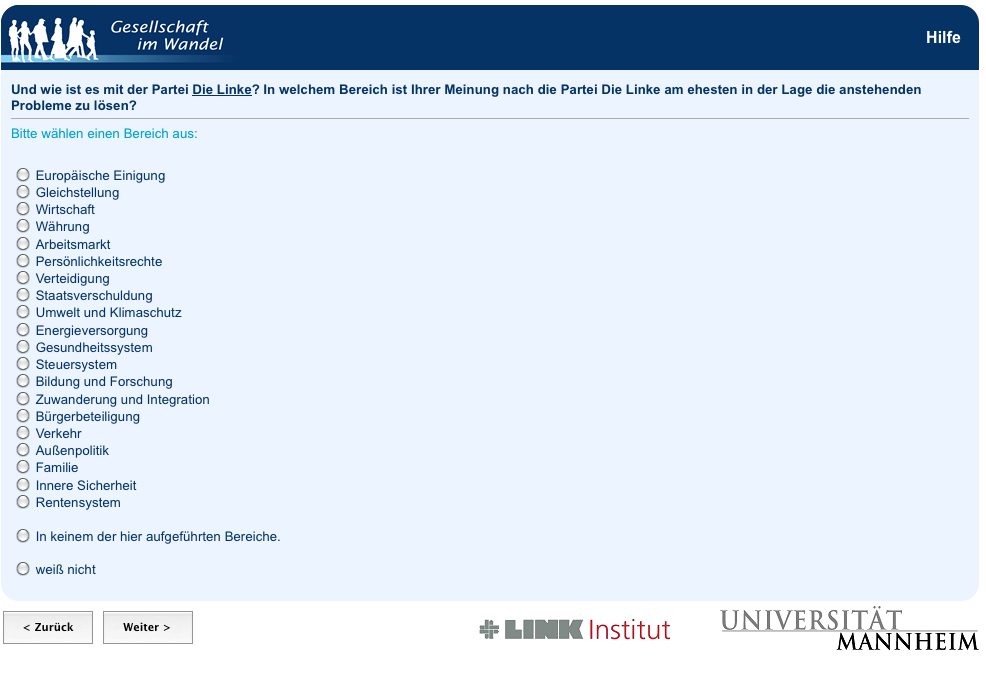 Gesellschaft
im Wandel
Hilfe
Und wie ist es mit der Partei Die Linke? In welchem Bereich ist Ihrer Meinung nach die Partei Die Linke am ehesten in der Lage die anstehenden
Probleme zu lösen?
Bitte wählen einen Bereich aus:
Europäische Einigung
Gleichstellung
Wirtschaft
Währung
Arbeitsmarkt
Persönlichkeitsrechte
Verteidigung
Staatsverschuldung
Umwelt und Klimaschutz
Energieversorgung
Gesundheitssystem
Steuersystem
Bildung und Forschung
Zuwanderung und Integration
Bürgerbeteiligung
Verkehr
Außenpolitik
Familie
Innere Sicherheit
Rentensystem
In keinem der hier aufgeführten Bereiche.
weiß nicht
< Zurück
Weiter >
LINK Institut
UNIVERSITÄT
MANNHEIM